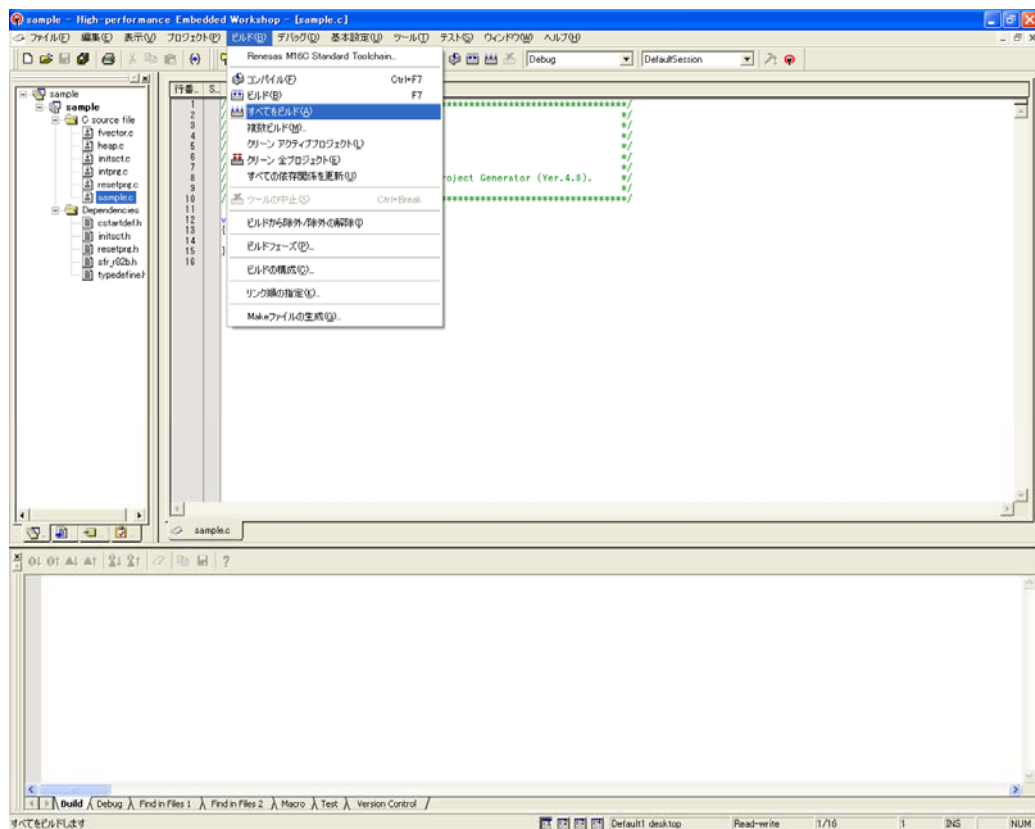 sample - High-performance Embedded Workshop - [sample.c]
ファイル(F) 編集(E) 表示(V) プロジェクト(P) ビルド(B) デバッグ(D) 基本設定(U) ツール(T) テスト(S) ウィンドウ(W) ヘルプ(H)
Debug DefaultSession
Renesas M16C Standard Toolchain...
コンパイル(F) Ctrl+F7
ビルド(B) F7
すべてをビルド(A)
複数ビルド(M)...
クリーン アクティブプロジェクト(L)
クリーン 全プロジェクト(E)
すべての依存関係を更新(U)
ツールの中止(S) Ctrl+Break
ビルドから除外/除外の解除(I)
ビルドフェーズ(P)...
ビルドの構成(C)...
リンク順の指定(K)...
Makeファイルの生成(G)...
sample
sample
C source file
fvector.c
heap.c
initsct.c
intprg.c
resetprg.c
sample.c
Dependencies
cstartdef.h
initsct.h
resetprg.h
sfr_r82b.h
typedefine.h
行番... S...
1 ***********************************/
2 */
3 */
4 */
5 */
6 */
7 */
8 roject Generator (Ver.4.8). */
9 */
10 ***********************************/
11
12
13
14
15
16
sample.c
Build Debug Find in Files 1 Find in Files 2 Macro Test Version Control
すべてをビルドします Default1 desktop Read-write 1/16 1 INS NUM